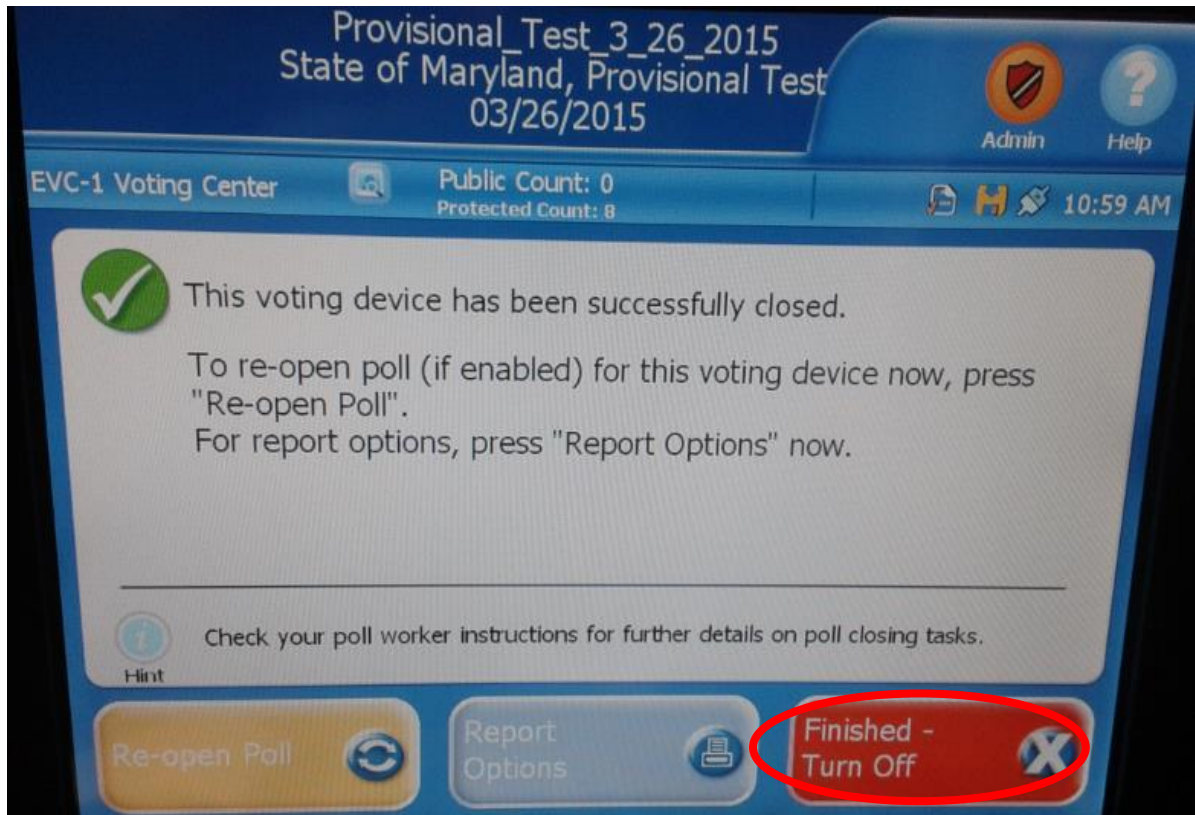 Provisional_Test_3_26_2015
State of Maryland, Provisional Test
03/26/2015
Admin
Help
EVC-1 Voting Center
Public Count: 0
Protected Count: 8
10:59 AM
This voting device has been successfully closed.
To re-open poll (if enabled) for this voting device now, press
"Re-open Poll".
For report options, press "Report Options" now.
Check your poll worker instructions for further details on poll closing tasks.
Hint
Re-open Poll
Report
Options
Finished -
Turn Off